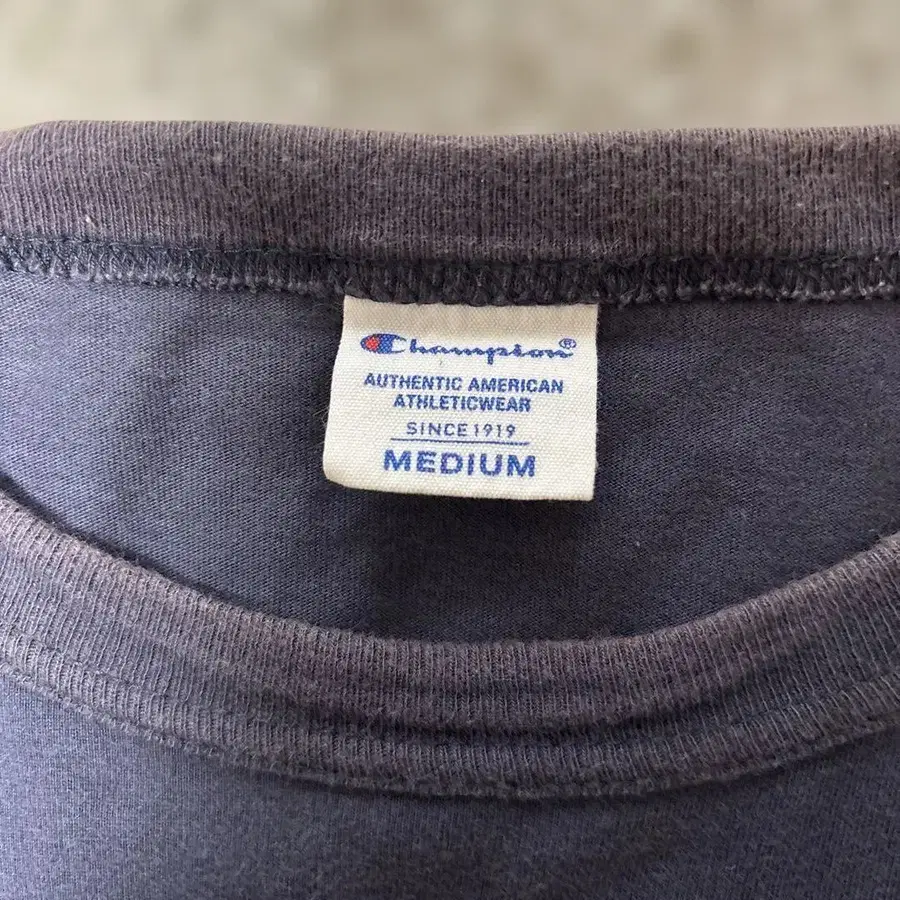 Champion®
AUTHENTIC AMERICAN
ATHLETICWEAR
SINCE 1919
MEDIUM